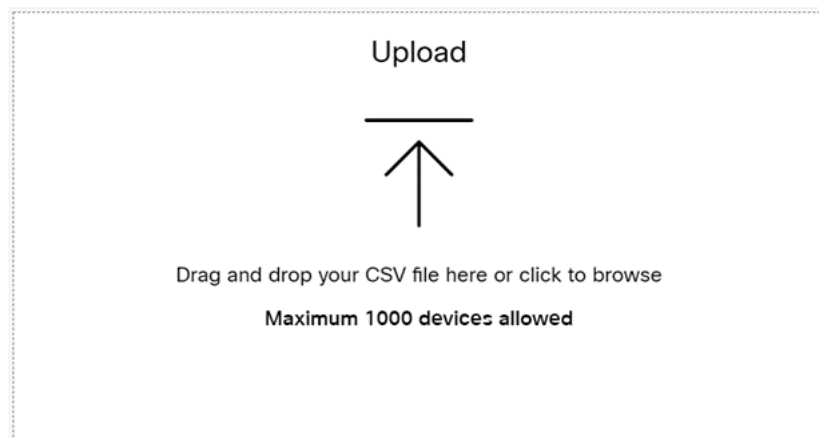 Upload
Drag and drop your CSV file here or click to browse
Maximum 1000 devices allowed